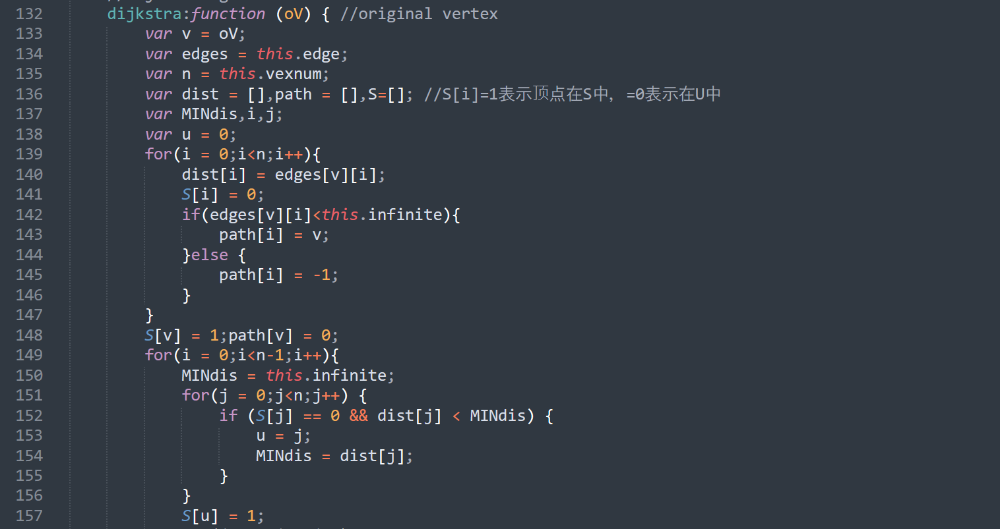 132 dijkstra:function (oV) { //original vertex
133 var v = oV;
134 var edges = this.edge;
135 var n = this.vexnum;
136 var dist = [],path = [],S=[]; //S[i]=1表示顶点在S中，=0表示在U中
137 var MINdis,i,j;
138 var u = 0;
139 for(i = 0;i<n;i++){
140 dist[i] = edges[v][i];
141 S[i] = 0;
142 if(edges[v][i]<this.infinite){
143 path[i] = v;
144 }else {
145 path[i] = -1;
146 }
147 }
148 S[v] = 1;path[v] = 0;
149 for(i = 0;i<n-1;i++){
150 MINdis = this.infinite;
151 for(j = 0;j<n;j++) {
152 if (S[j] == 0 && dist[j] < MINdis) {
153 u = j;
154 MINdis = dist[j];
155 }
156 }
157 S[u] = 1;